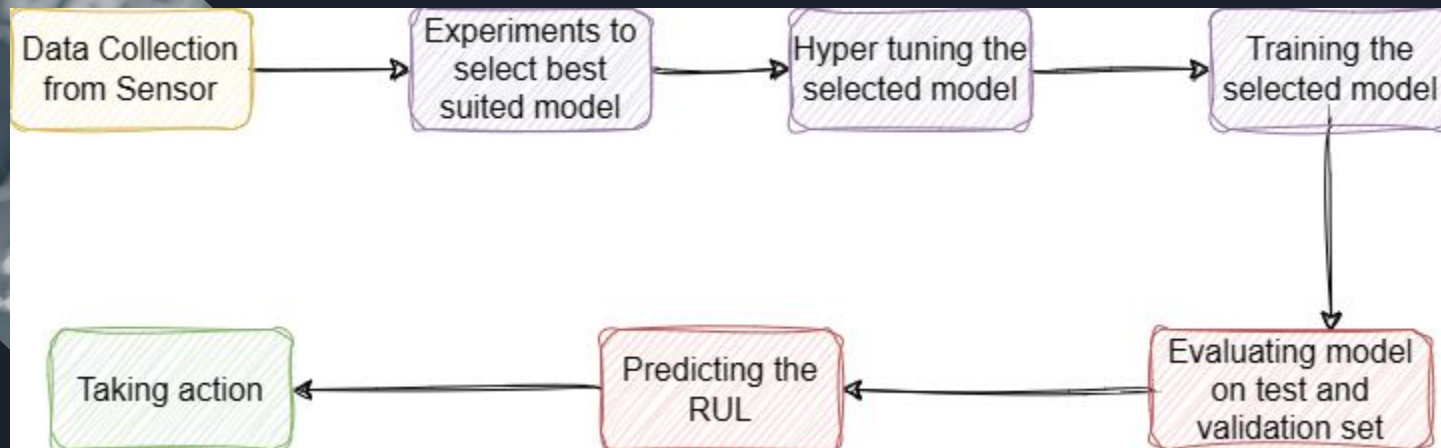 Data Collection
from Sensor
Experiments to
select best
suited model
Hyper tuning the
selected model
Training the
selected model
Evaluating model
on test and
validation set
Predicting the
RUL
Taking action